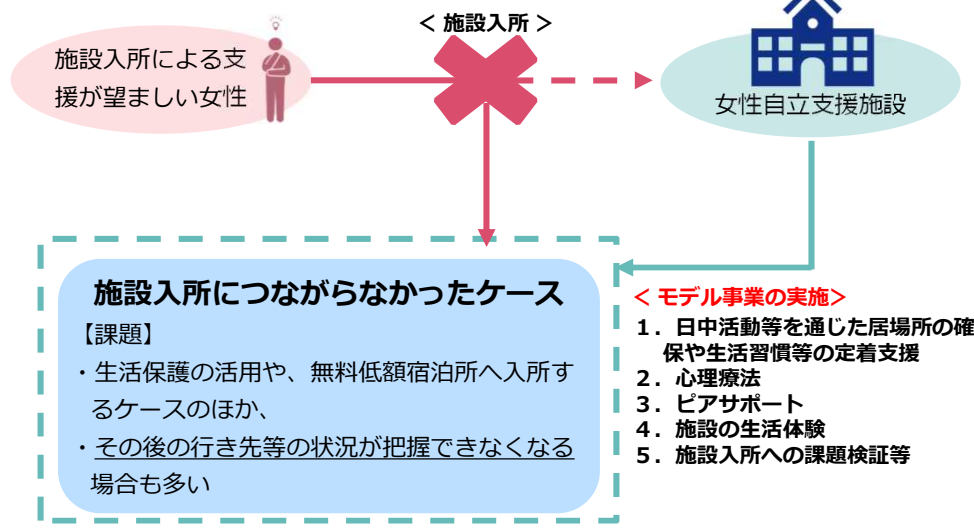 ＜ 施設入所 ＞
施設入所による支
援が望ましい女性
女性自立支援施設
施設入所につながらなかったケース
【課題】
・生活保護の活用や、無料低額宿泊所へ入所す
るケースのほか、
・その後の行き先等の状況が把握できなくなる
場合も多い
＜ モデル事業の実施＞
１．日中活動等を通じた居場所の確
保や生活習慣等の定着支援
２．心理療法
３．ピアサポート
４．施設の生活体験
５．施設入所への課題検証等